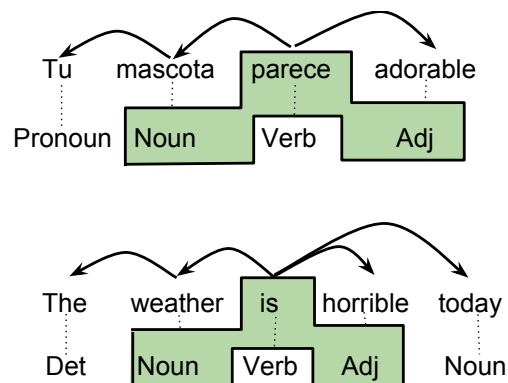 Tu mascota parece adorable
Pronoun Noun Verb Adj
The weather is horrible today
Det Noun Verb Adj Noun